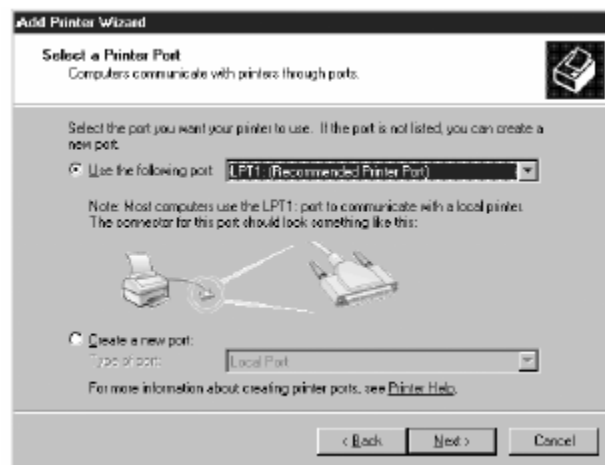 Add Printer Wizard
Select a Printer Port
Computers communicate with printers through ports.
Select the port you want your printer to use. If the port is not listed, you can create a
new port.
Use the following port: LPT1: (Recommended Printer Port)
Note: Most computers use the LPT1: port to communicate with a local printer.
The connector for this port should look something like this:
Create a new port:
Type of port: Local Port
For more information about creating printer ports, see Printer Help.
< Back Next > Cancel